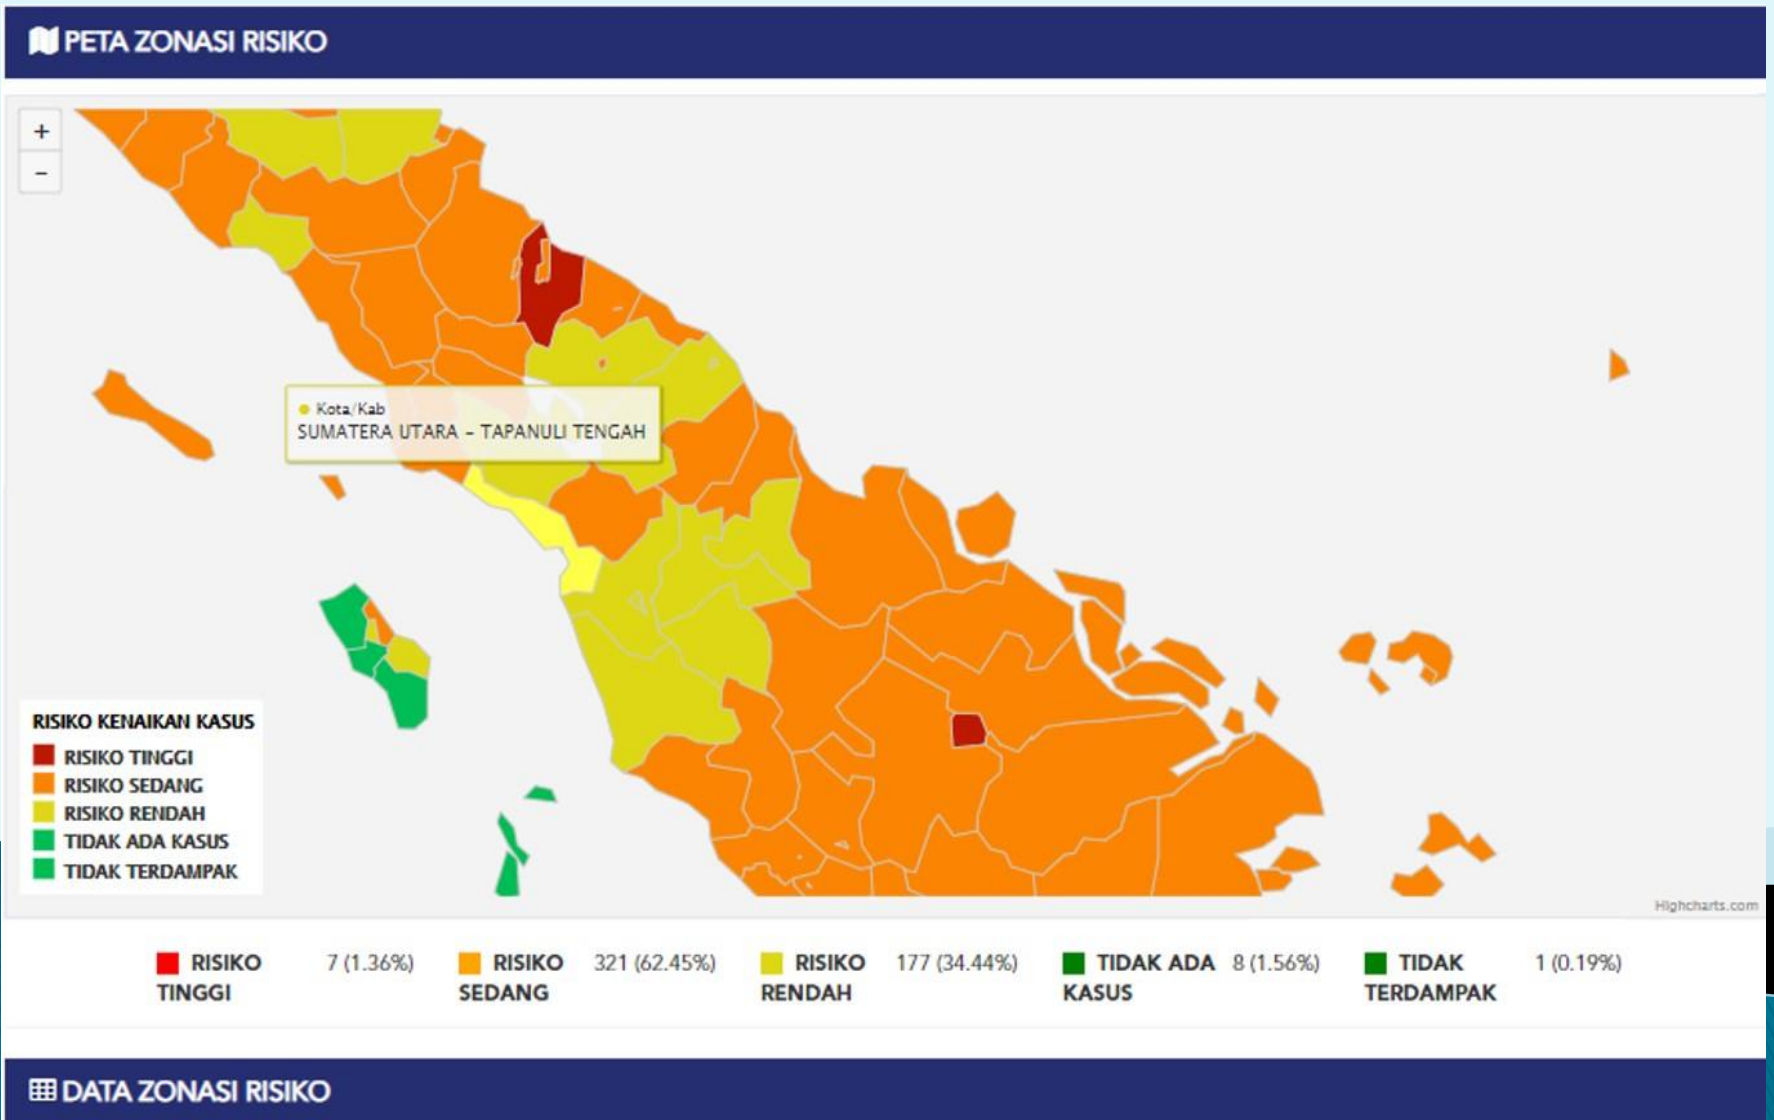 PETA ZONASI RISIKO
+
−
Kota/Kab
SUMATERA UTARA - TAPANULI TENGAH
RISIKO KENAIKAN KASUS
RISIKO TINGGI
RISIKO SEDANG
RISIKO RENDAH
TIDAK ADA KASUS
TIDAK TERDAMPAK
Highcharts.com
RISIKO TINGGI 7 (1.36%)
RISIKO SEDANG 321 (62.45%)
RISIKO RENDAH 177 (34.44%)
TIDAK ADA KASUS 8 (1.56%)
TIDAK TERDAMPAK 1 (0.19%)
DATA ZONASI RISIKO